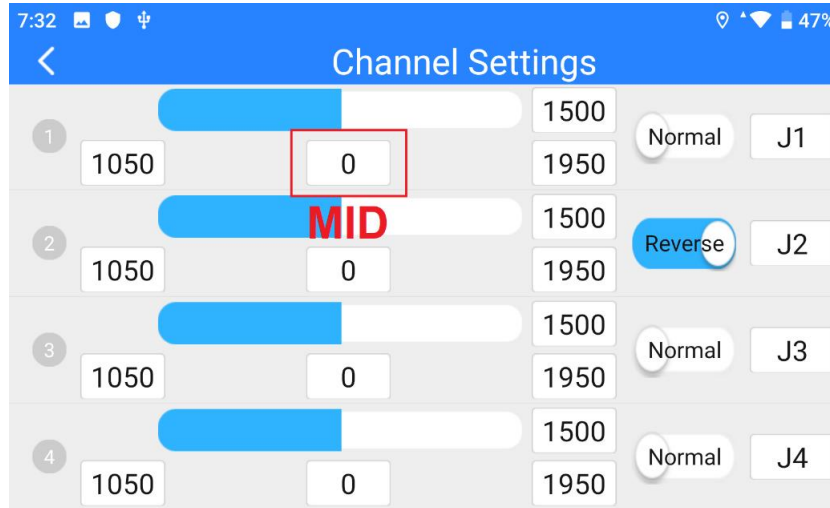 7:32 47%
Channel Settings
1 1500 Normal J1
1050 0 1950
MID
2 1500 Reverse J2
1050 0 1950
3 1500 Normal J3
1050 0 1950
4 1500 Normal J4
1050 0 1950